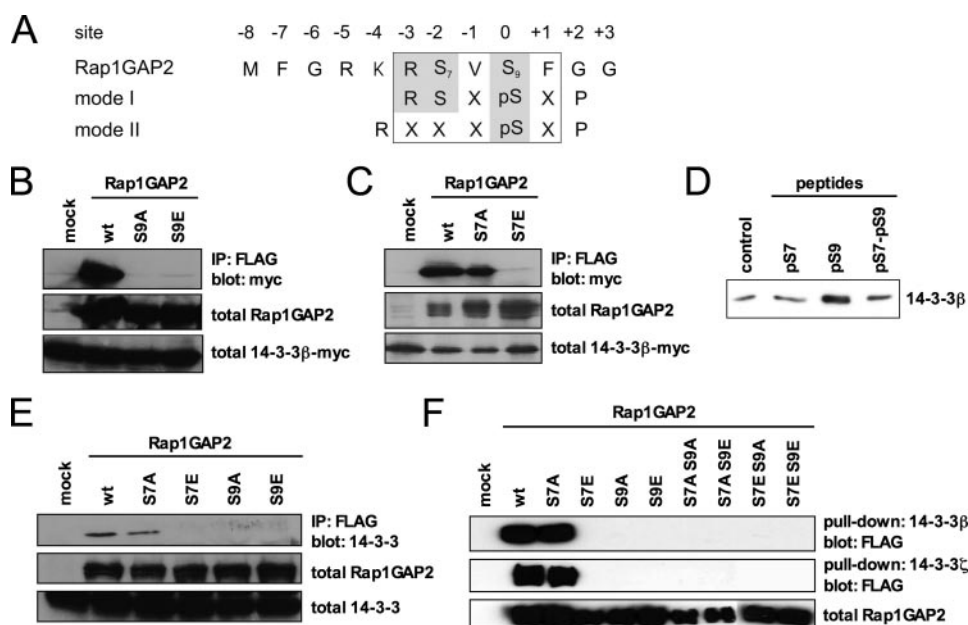 A
site -8 -7 -6 -5 -4 -3 -2 -1 0 +1 +2 +3
Rap1GAP2 M F G R K R S7 V S9 F G G
mode I R S X pS X P
mode II R X X X pS X P
B
Rap1GAP2
mock wt S9A S9E
IP: FLAG
blot: myc
total Rap1GAP2
total 14-3-3β-myc
C
Rap1GAP2
mock wt S7A S7E
IP: FLAG
blot: myc
total Rap1GAP2
total 14-3-3β-myc
D
peptides
control pS7 pS9 pS7-pS9
14-3-3β
E
Rap1GAP2
mock wt S7A S7E S9A S9E
IP: FLAG
blot: 14-3-3
total Rap1GAP2
total 14-3-3
F
Rap1GAP2
mock wt S7A S7E S9A S9E S7A S9A S7A S9E S7E S9A S7E S9E
pull-down: 14-3-3β
blot: FLAG
pull-down: 14-3-3ζ
blot: FLAG
total Rap1GAP2